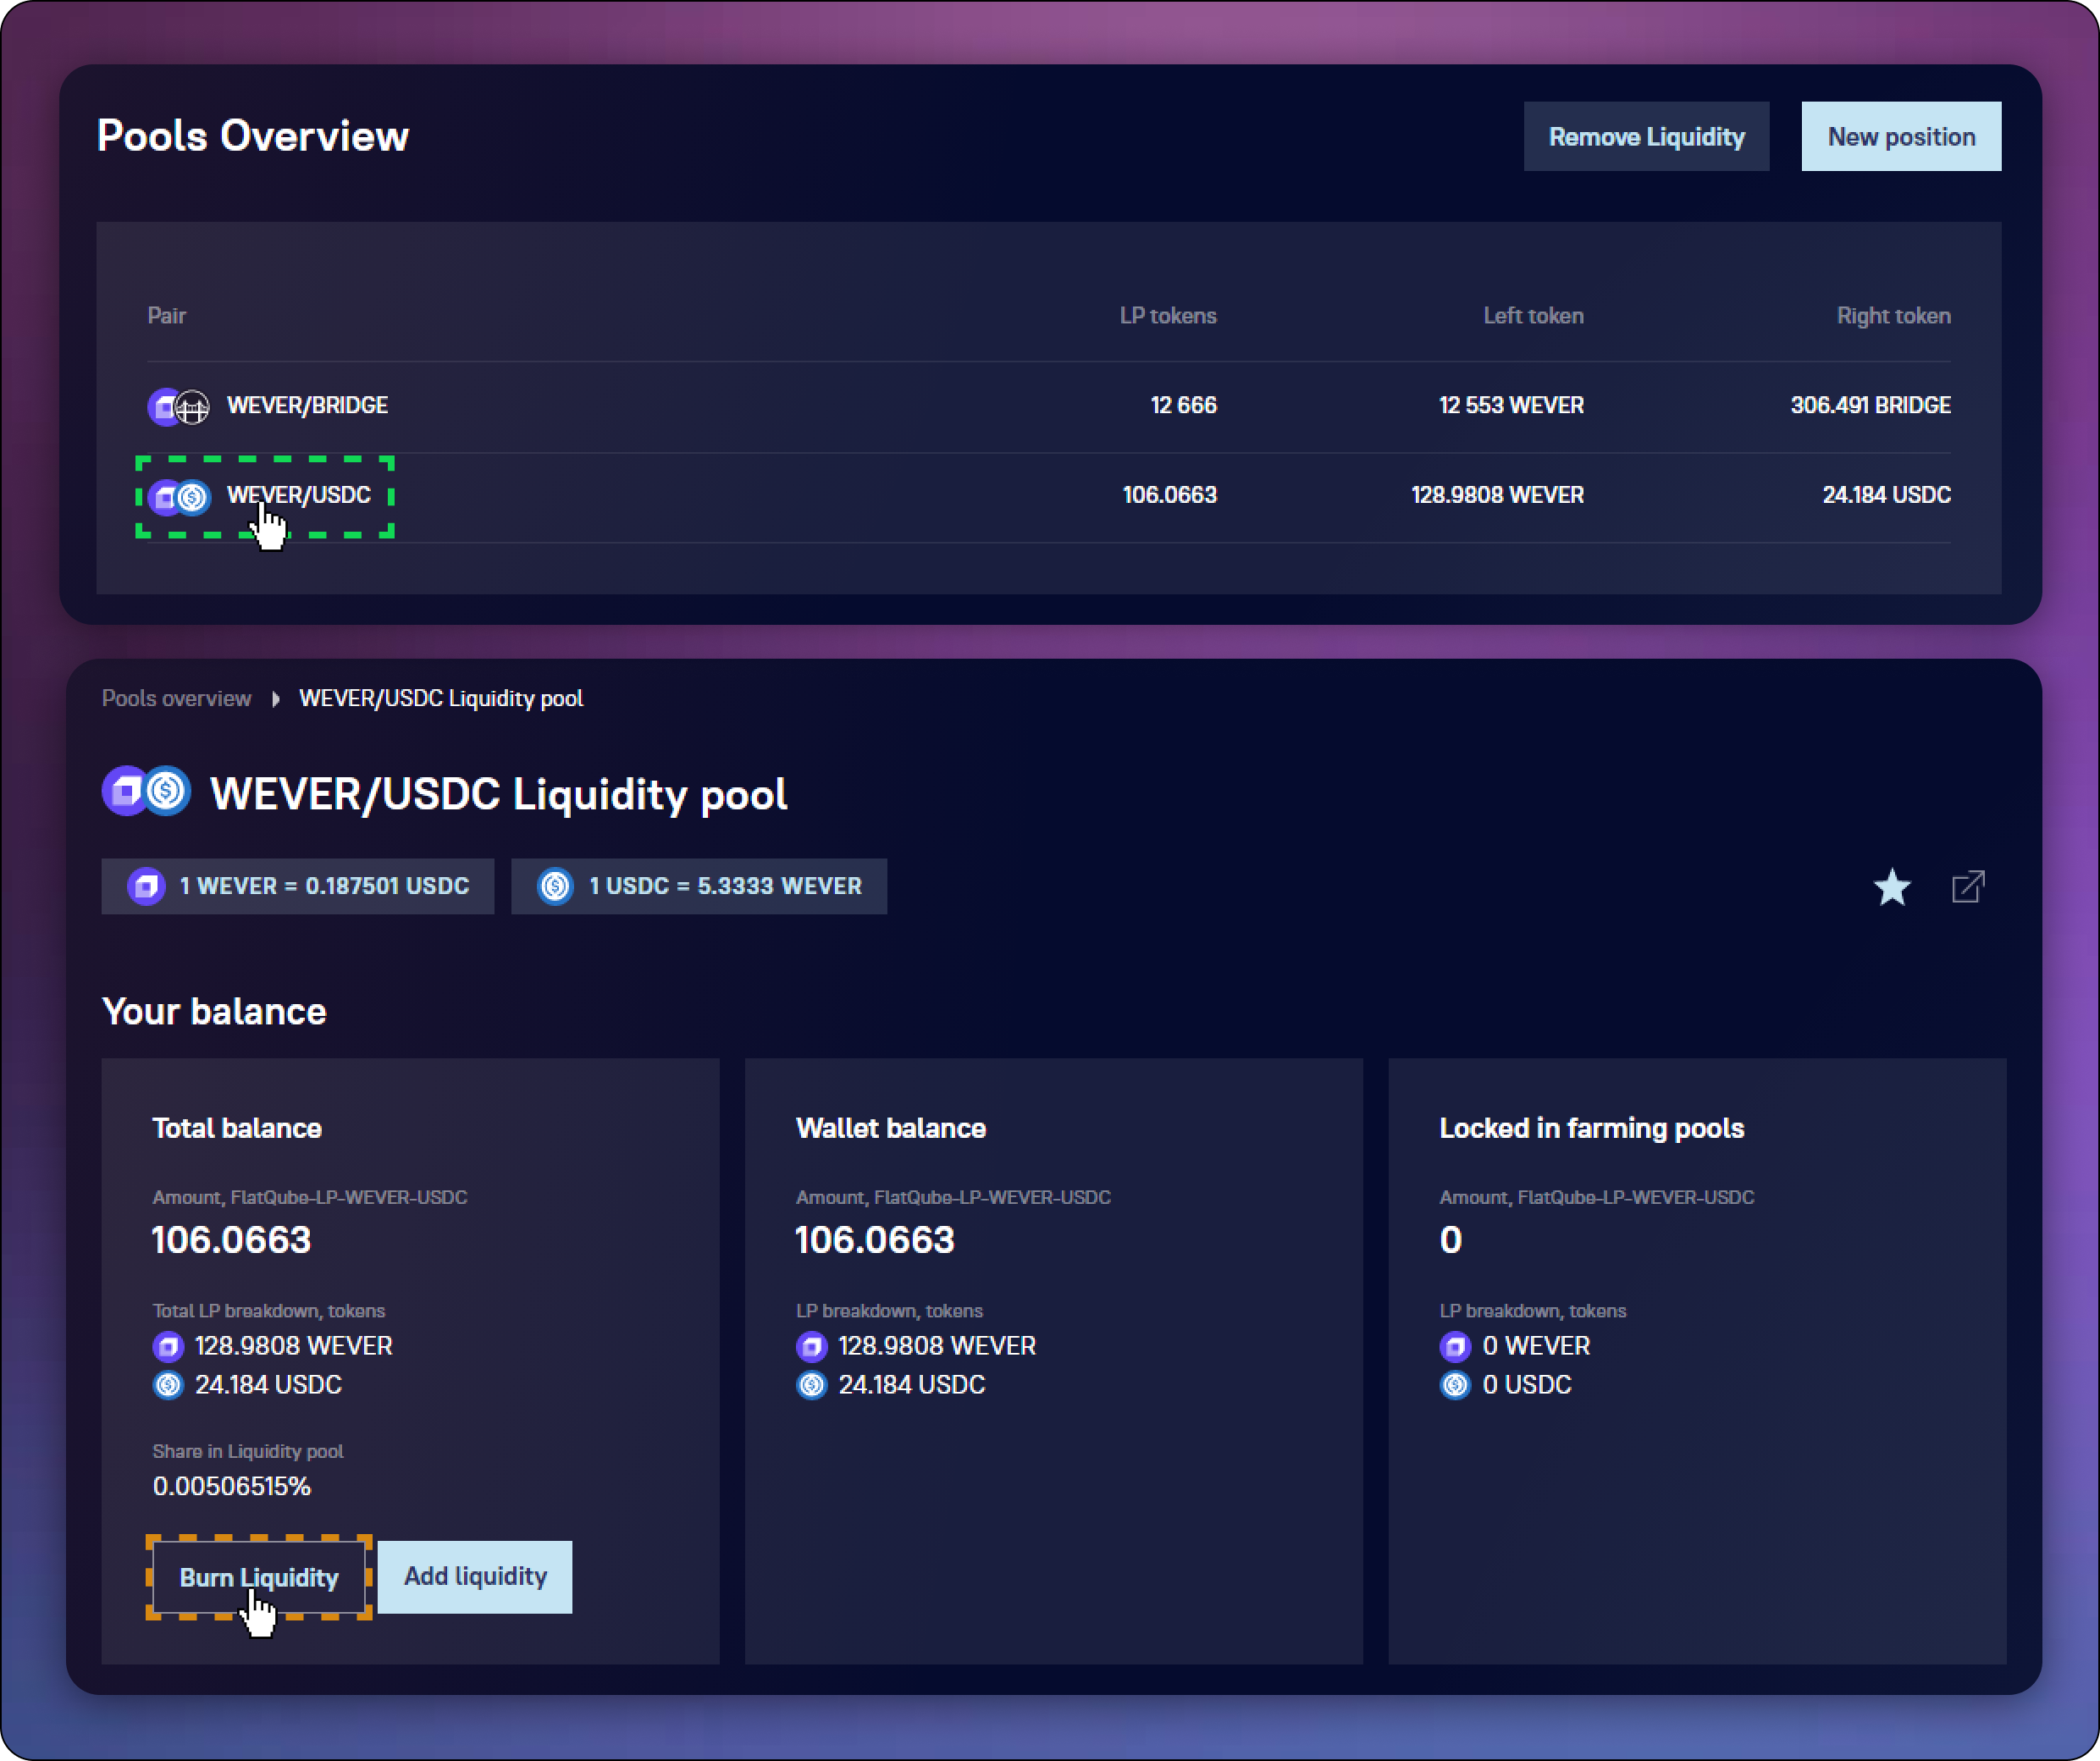 Pools Overview
Remove Liquidity
New position
Pair LP tokens Left token Right token
WEVER/BRIDGE 12 666 12 553 WEVER 306.491 BRIDGE
WEVER/USDC 106.0663 128.9808 WEVER 24.184 USDC
Pools overview WEVER/USDC Liquidity pool
WEVER/USDC Liquidity pool
1 WEVER = 0.187501 USDC
1 USDC = 5.3333 WEVER
Your balance
Total balance
Amount, FlatQube-LP-WEVER-USDC
106.0663
Total LP breakdown, tokens
128.9808 WEVER
24.184 USDC
Share in Liquidity pool
0.00506515%
Burn Liquidity
Add liquidity
Wallet balance
Amount, FlatQube-LP-WEVER-USDC
106.0663
LP breakdown, tokens
128.9808 WEVER
24.184 USDC
Locked in farming pools
Amount, FlatQube-LP-WEVER-USDC
0
LP breakdown, tokens
0 WEVER
0 USDC